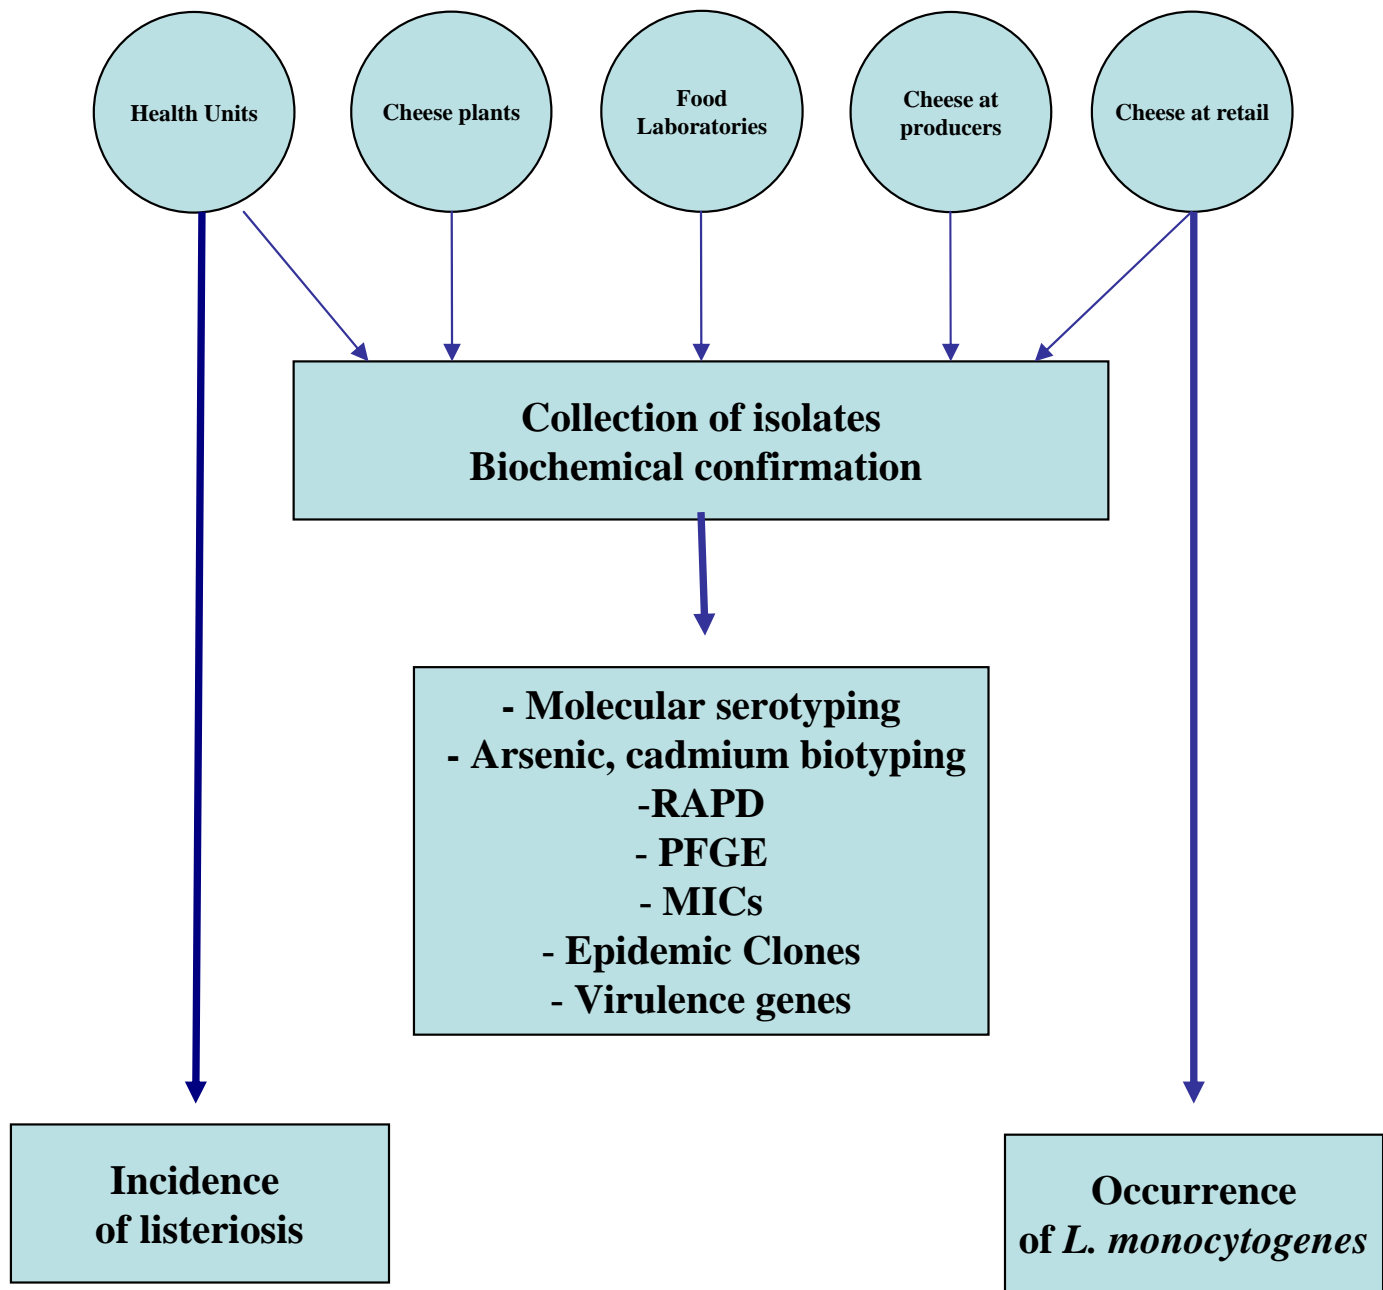 Health Units
Cheese plants
Food
Laboratories
Cheese at
producers
Cheese at retail
Collection of isolates
Biochemical confirmation
- Molecular serotyping
- Arsenic, cadmium biotyping
-RAPD
- PFGE
- MICs
- Epidemic Clones
- Virulence genes
Incidence
of listeriosis
Occurrence
of L. monocytogenes